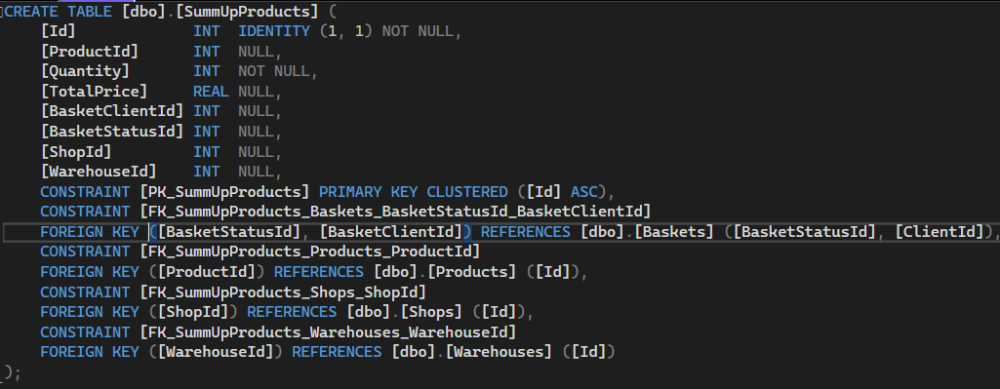 CREATE TABLE [dbo].[SummUpProducts] (
    [Id]             INT  IDENTITY (1, 1) NOT NULL,
    [ProductId]      INT  NULL,
    [Quantity]       INT  NOT NULL,
    [TotalPrice]     REAL NULL,
    [BasketClientId] INT  NULL,
    [BasketStatusId] INT  NULL,
    [ShopId]         INT  NULL,
    [WarehouseId]    INT  NULL,
    CONSTRAINT [PK_SummUpProducts] PRIMARY KEY CLUSTERED ([Id] ASC),
    CONSTRAINT [FK_SummUpProducts_Baskets_BasketStatusId_BasketClientId]
    FOREIGN KEY ([BasketStatusId], [BasketClientId]) REFERENCES [dbo].[Baskets] ([BasketStatusId], [ClientId]),
    CONSTRAINT [FK_SummUpProducts_Products_ProductId]
    FOREIGN KEY ([ProductId]) REFERENCES [dbo].[Products] ([Id]),
    CONSTRAINT [FK_SummUpProducts_Shops_ShopId]
    FOREIGN KEY ([ShopId]) REFERENCES [dbo].[Shops] ([Id]),
    CONSTRAINT [FK_SummUpProducts_Warehouses_WarehouseId]
    FOREIGN KEY ([WarehouseId]) REFERENCES [dbo].[Warehouses] ([Id])
);